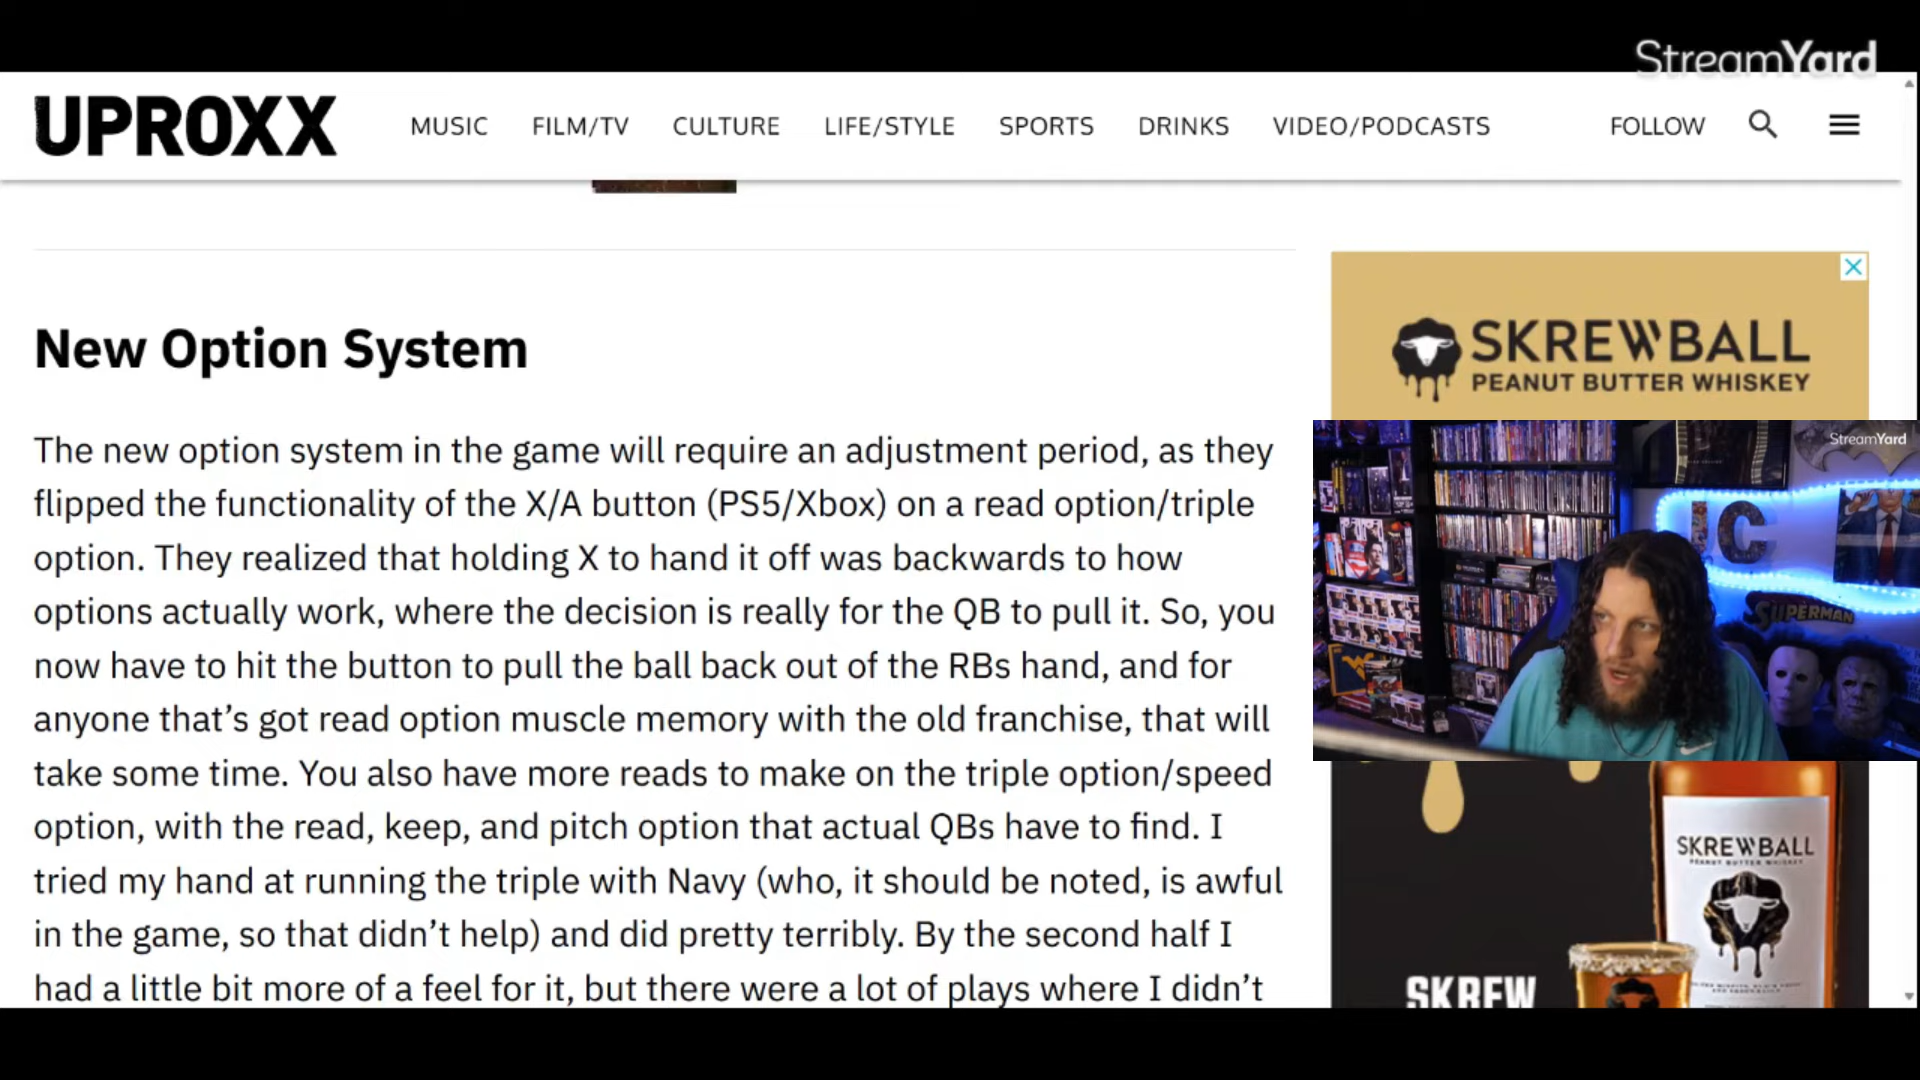 StreamYard
UPROXX
MUSIC FILM/TV CULTURE LIFE/STYLE SPORTS DRINKS VIDEO/PODCASTS FOLLOW
New Option System
The new option system in the game will require an adjustment period, as they
flipped the functionality of the X/A button (PS5/Xbox) on a read option/triple
option. They realized that holding X to hand it off was backwards to how
options actually work, where the decision is really for the QB to pull it. So, you
now have to hit the button to pull the ball back out of the RBs hand, and for
anyone that’s got read option muscle memory with the old franchise, that will
take some time. You also have more reads to make on the triple option/speed
option, with the read, keep, and pitch option that actual QBs have to find. I
tried my hand at running the triple with Navy (who, it should be noted, is awful
in the game, so that didn’t help) and did pretty terribly. By the second half I
had a little bit more of a feel for it, but there were a lot of plays where I didn’t
SKREWBALL
PEANUT BUTTER WHISKEY
StreamYard
IC
SUPERMAN
SKREWBALL
PEANUT BUTTER WHISKEY
SKREW